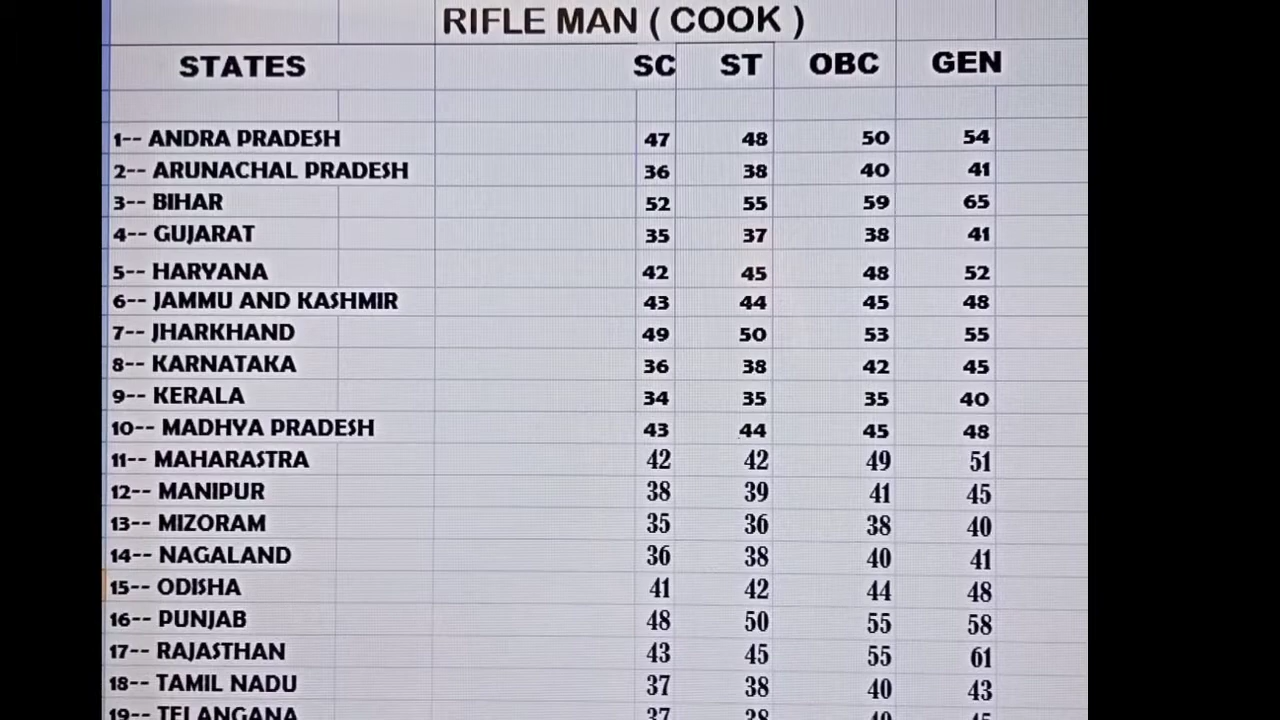 RIFLE MAN ( COOK )
STATES SC ST OBC GEN
1-- ANDRA PRADESH 47 48 50 54
2-- ARUNACHAL PRADESH 36 38 40 41
3-- BIHAR 52 55 59 65
4-- GUJARAT 35 37 38 41
5-- HARYANA 42 45 48 52
6-- JAMMU AND KASHMIR 43 44 45 48
7-- JHARKHAND 49 50 53 55
8-- KARNATAKA 36 38 42 45
9-- KERALA 34 35 35 40
10-- MADHYA PRADESH 43 44 45 48
11-- MAHARASTRA 42 42 49 51
12-- MANIPUR 38 39 41 45
13-- MIZORAM 35 36 38 40
14-- NAGALAND 36 38 40 41
15-- ODISHA 41 42 44 48
16-- PUNJAB 48 50 55 58
17-- RAJASTHAN 43 45 55 61
18-- TAMIL NADU 37 38 40 43
19-- TELANGANA 37